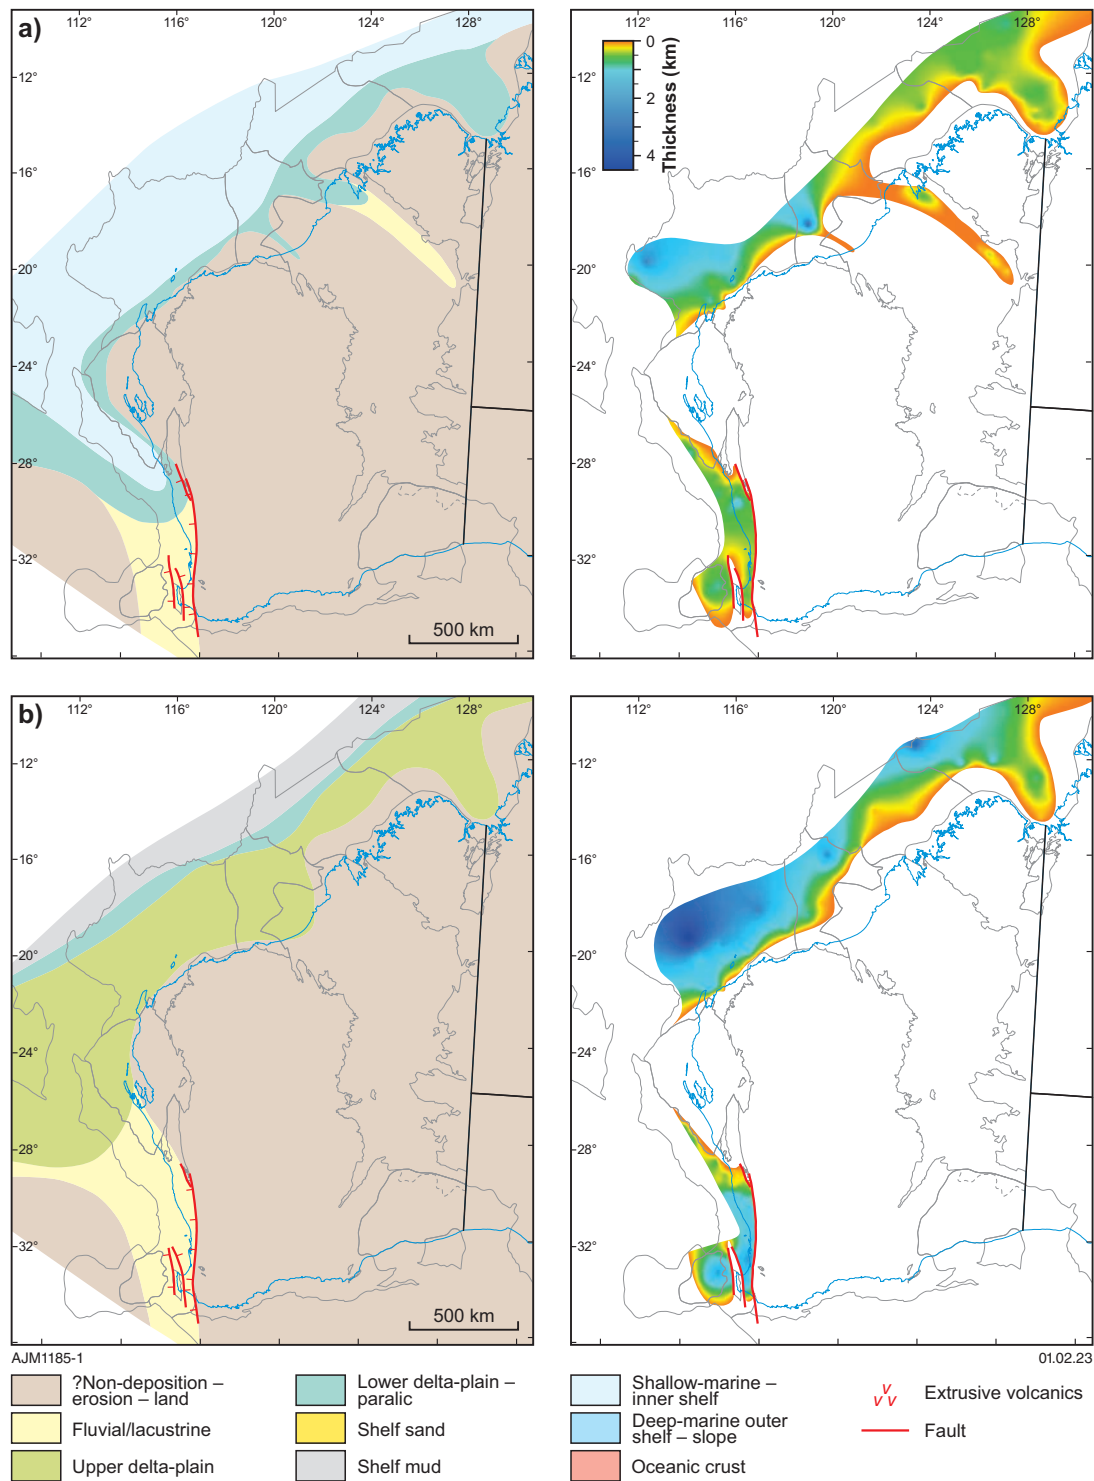 a)
112°
116°
120°
124°
128°
12°
16°
20°
24°
28°
32°
500 km
112°
116°
120°
124°
128°
0
2
4
Thickness (km)
12°
16°
20°
24°
28°
32°
b)
112°
116°
120°
124°
128°
12°
16°
20°
24°
28°
32°
500 km
112°
116°
120°
124°
128°
12°
16°
20°
24°
28°
32°
AJM1185-1
01.02.23
?Non-deposition –
erosion – land
Fluvial/lacustrine
Upper delta-plain
Lower delta-plain –
paralic
Shelf sand
Shelf mud
Shallow-marine –
inner shelf
Deep-marine outer
shelf – slope
Oceanic crust
v
v v
Extrusive volcanics
Fault